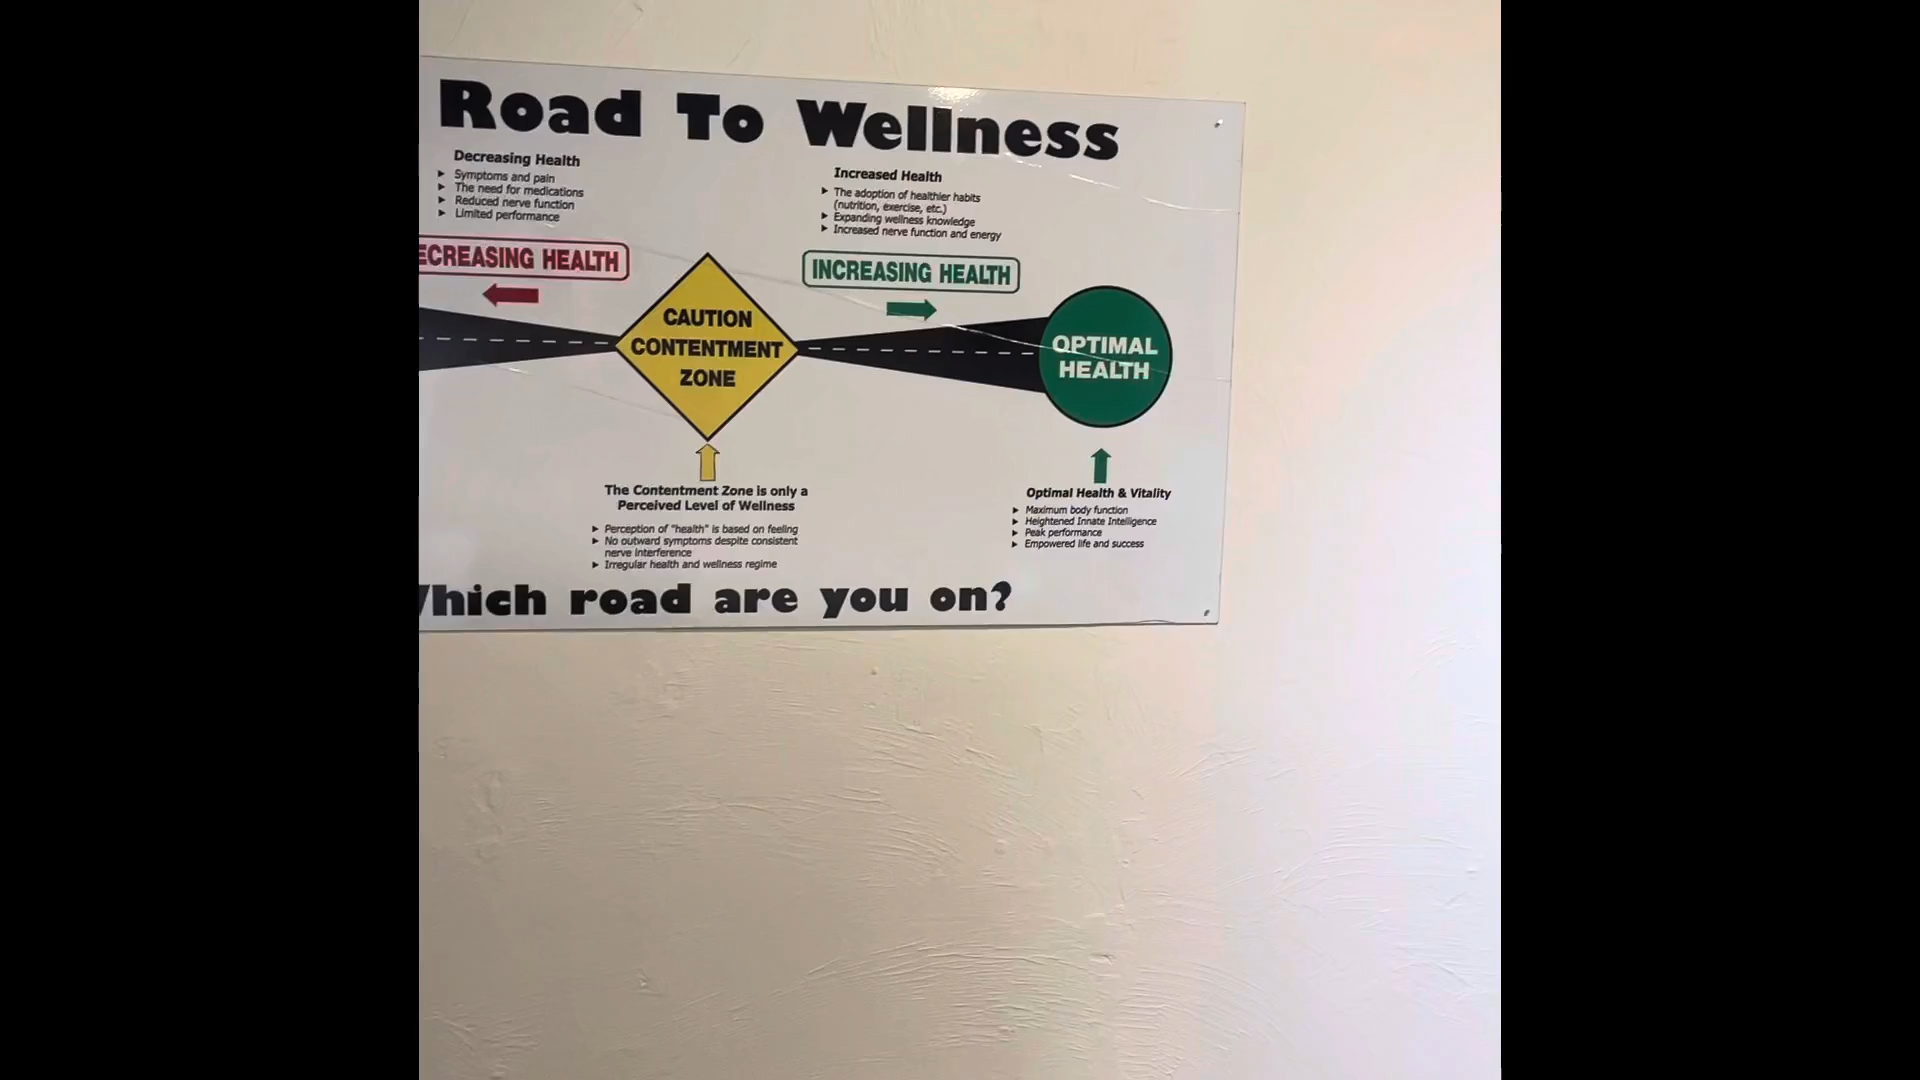 Road To Wellness
Decreasing Health
Symptoms and pain
The need for medications
Reduced nerve function
Limited performance
Increased Health
The adoption of healthier habits
(nutrition, exercise, etc.)
Expanding wellness knowledge
Increased nerve function and energy
ECREASING HEALTH
INCREASING HEALTH
CAUTION
CONTENTMENT
ZONE
OPTIMAL
HEALTH
The Contentment Zone is only a
Perceived Level of Wellness
Perception of "health" is based on feeling
No outward symptoms despite consistent
nerve interference
Irregular health and wellness regime
Optimal Health & Vitality
Maximum body function
Heightened Innate Intelligence
Peak performance
Empowered life and success
Which road are you on?